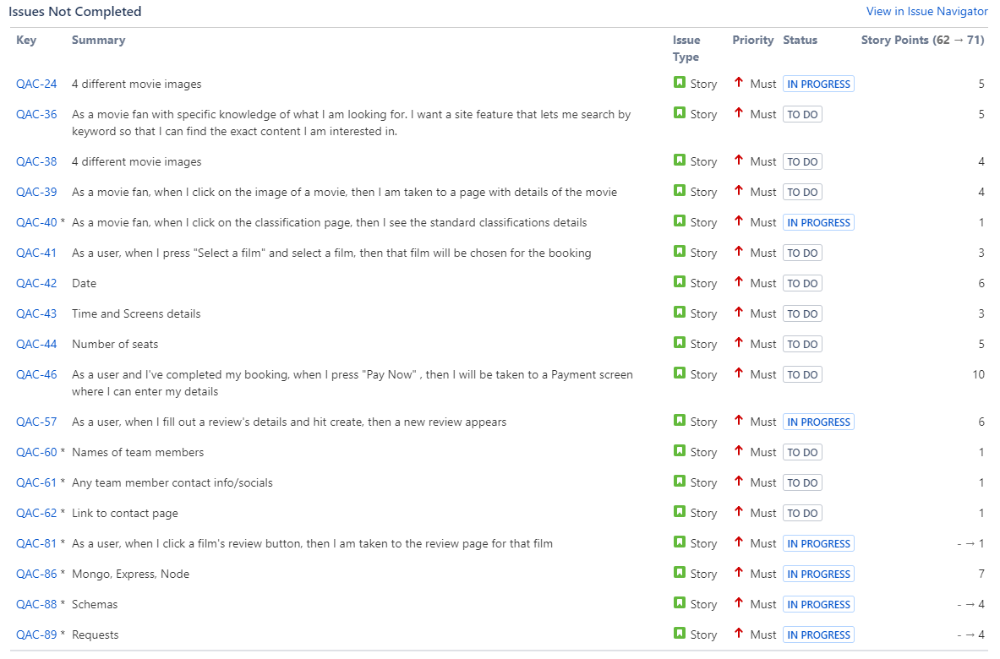 Issues Not Completed View in Issue Navigator
Key Summary Issue Type Priority Status Story Points (62 → 71)
QAC-24 4 different movie images Story Must IN PROGRESS 5
QAC-36 As a movie fan with specific knowledge of what I am looking for. I want a site feature that lets me search by Story Must TO DO 5
keyword so that I can find the exact content I am interested in.
QAC-38 4 different movie images Story Must TO DO 4
QAC-39 As a movie fan, when I click on the image of a movie, then I am taken to a page with details of the movie Story Must TO DO 4
QAC-40 * As a movie fan, when I click on the classification page, then I see the standard classifications details Story Must IN PROGRESS 1
QAC-41 As a user, when I press "Select a film" and select a film, then that film will be chosen for the booking Story Must TO DO 3
QAC-42 Date Story Must TO DO 6
QAC-43 Time and Screens details Story Must TO DO 3
QAC-44 Number of seats Story Must TO DO 5
QAC-46 As a user and I've completed my booking, when I press "Pay Now" , then I will be taken to a Payment screen Story Must TO DO 10
where I can enter my details
QAC-57 As a user, when I fill out a review's details and hit create, then a new review appears Story Must IN PROGRESS 6
QAC-60 * Names of team members Story Must TO DO 1
QAC-61 * Any team member contact info/socials Story Must TO DO 1
QAC-62 * Link to contact page Story Must TO DO 1
QAC-81 * As a user, when I click a film's review button, then I am taken to the review page for that film Story Must IN PROGRESS - → 1
QAC-86 * Mongo, Express, Node Story Must IN PROGRESS 7
QAC-88 * Schemas Story Must IN PROGRESS - → 4
QAC-89 * Requests Story Must IN PROGRESS - → 4